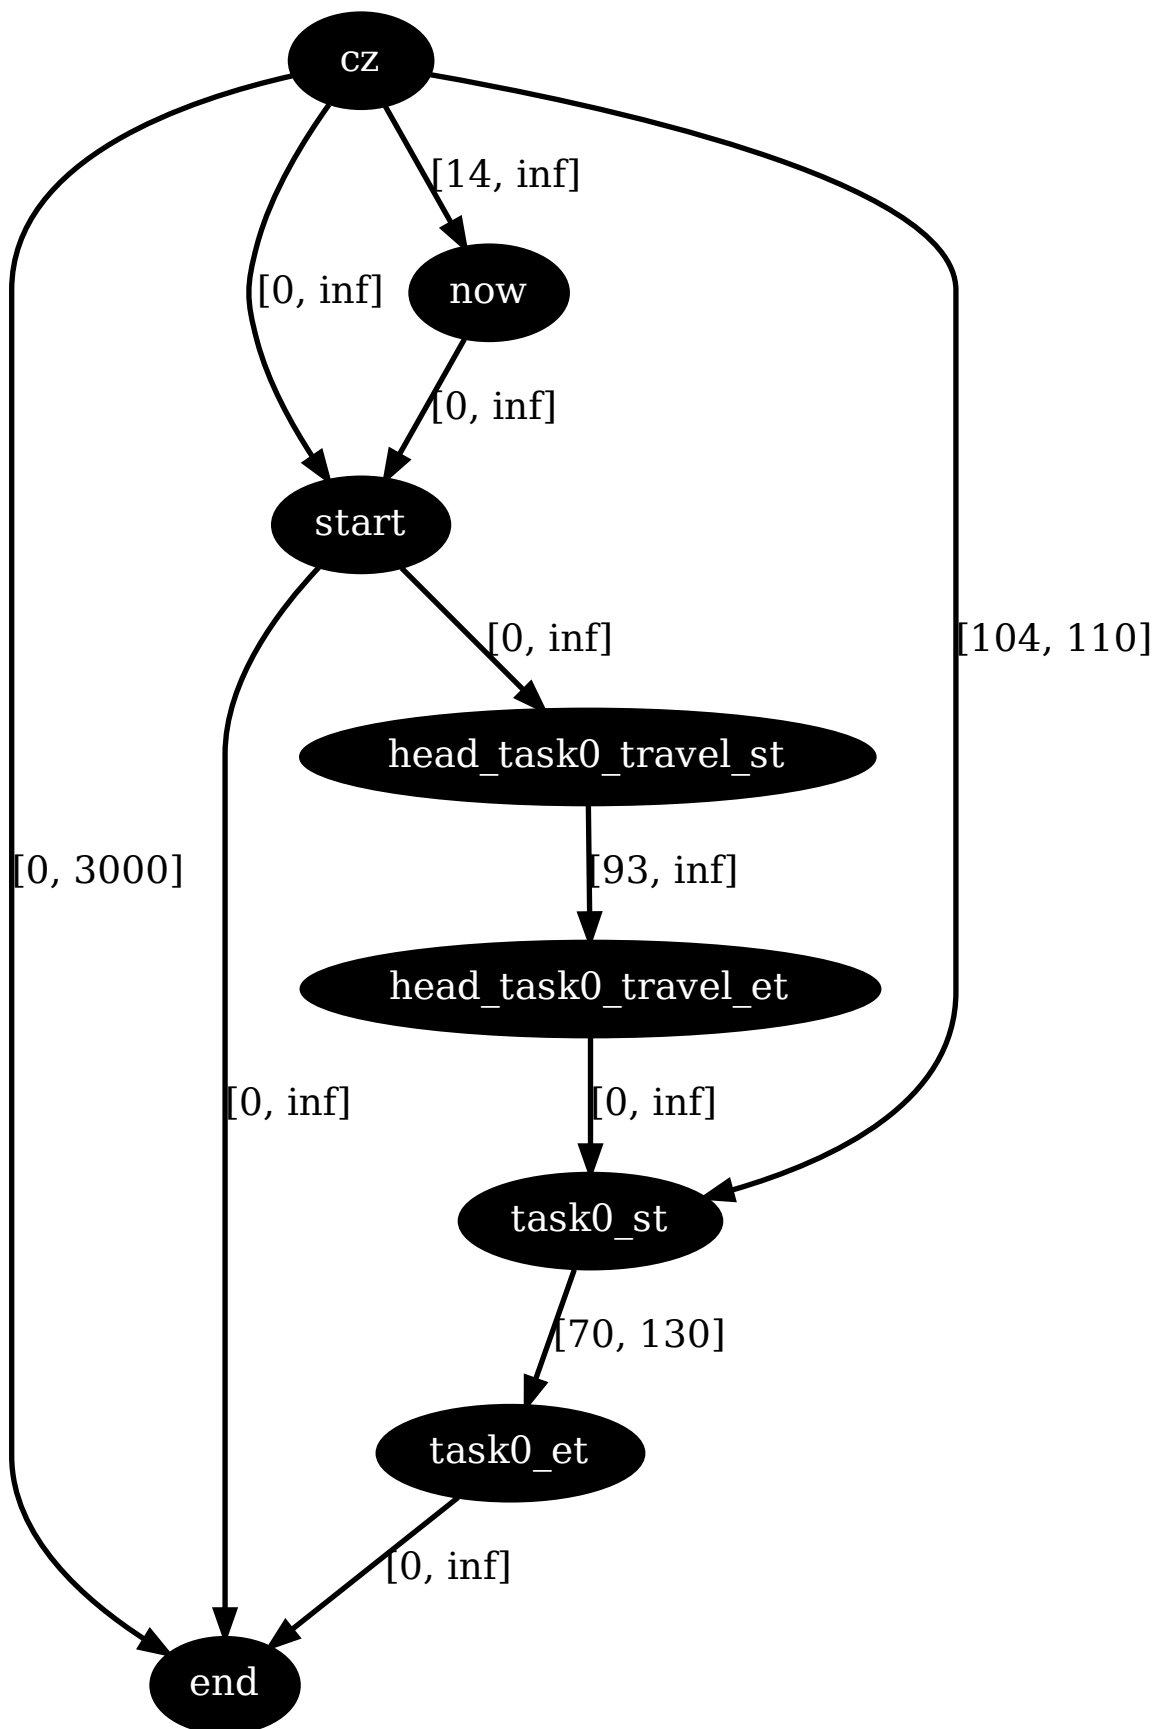 cz
[14, inf]
[0, inf]
now
[0, inf]
start
[0, inf]
[104, 110]
head_task0_travel_st
[0, 3000]
[93, inf]
head_task0_travel_et
[0, inf]
[0, inf]
task0_st
[70, 130]
task0_et
[0, inf]
end